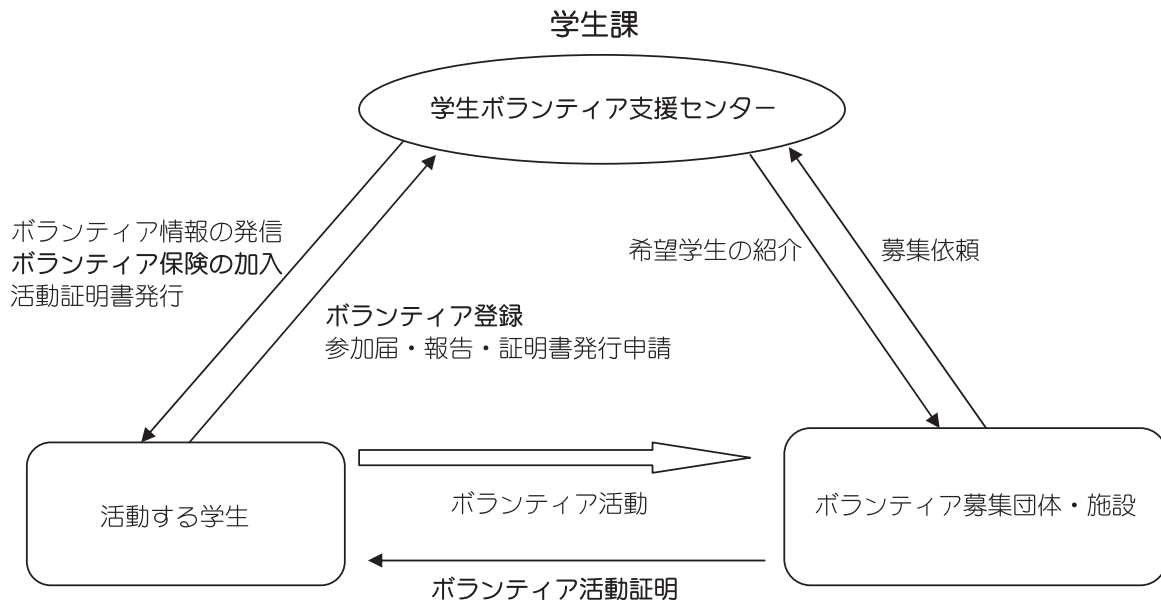 学生課
学生ボランティア支援センター
ボランティア情報の発信
ボランティア保険の加入
活動証明書発行
希望学生の紹介
募集依頼
ボランティア登録
参加届・報告・証明書発行申請
活動する学生
ボランティア活動
ボランティア募集団体・施設
ボランティア活動証明